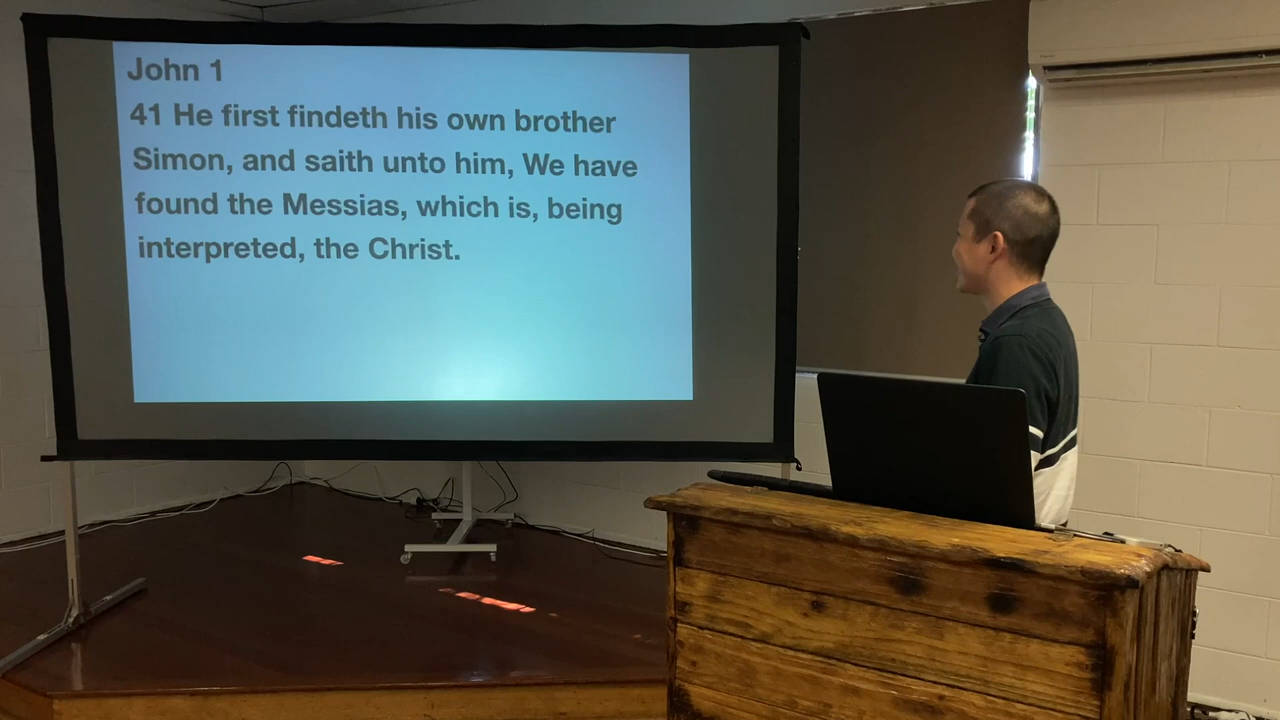 John 1
41 He first findeth his own brother
Simon, and saith unto him, We have
found the Messias, which is, being
interpreted, the Christ.